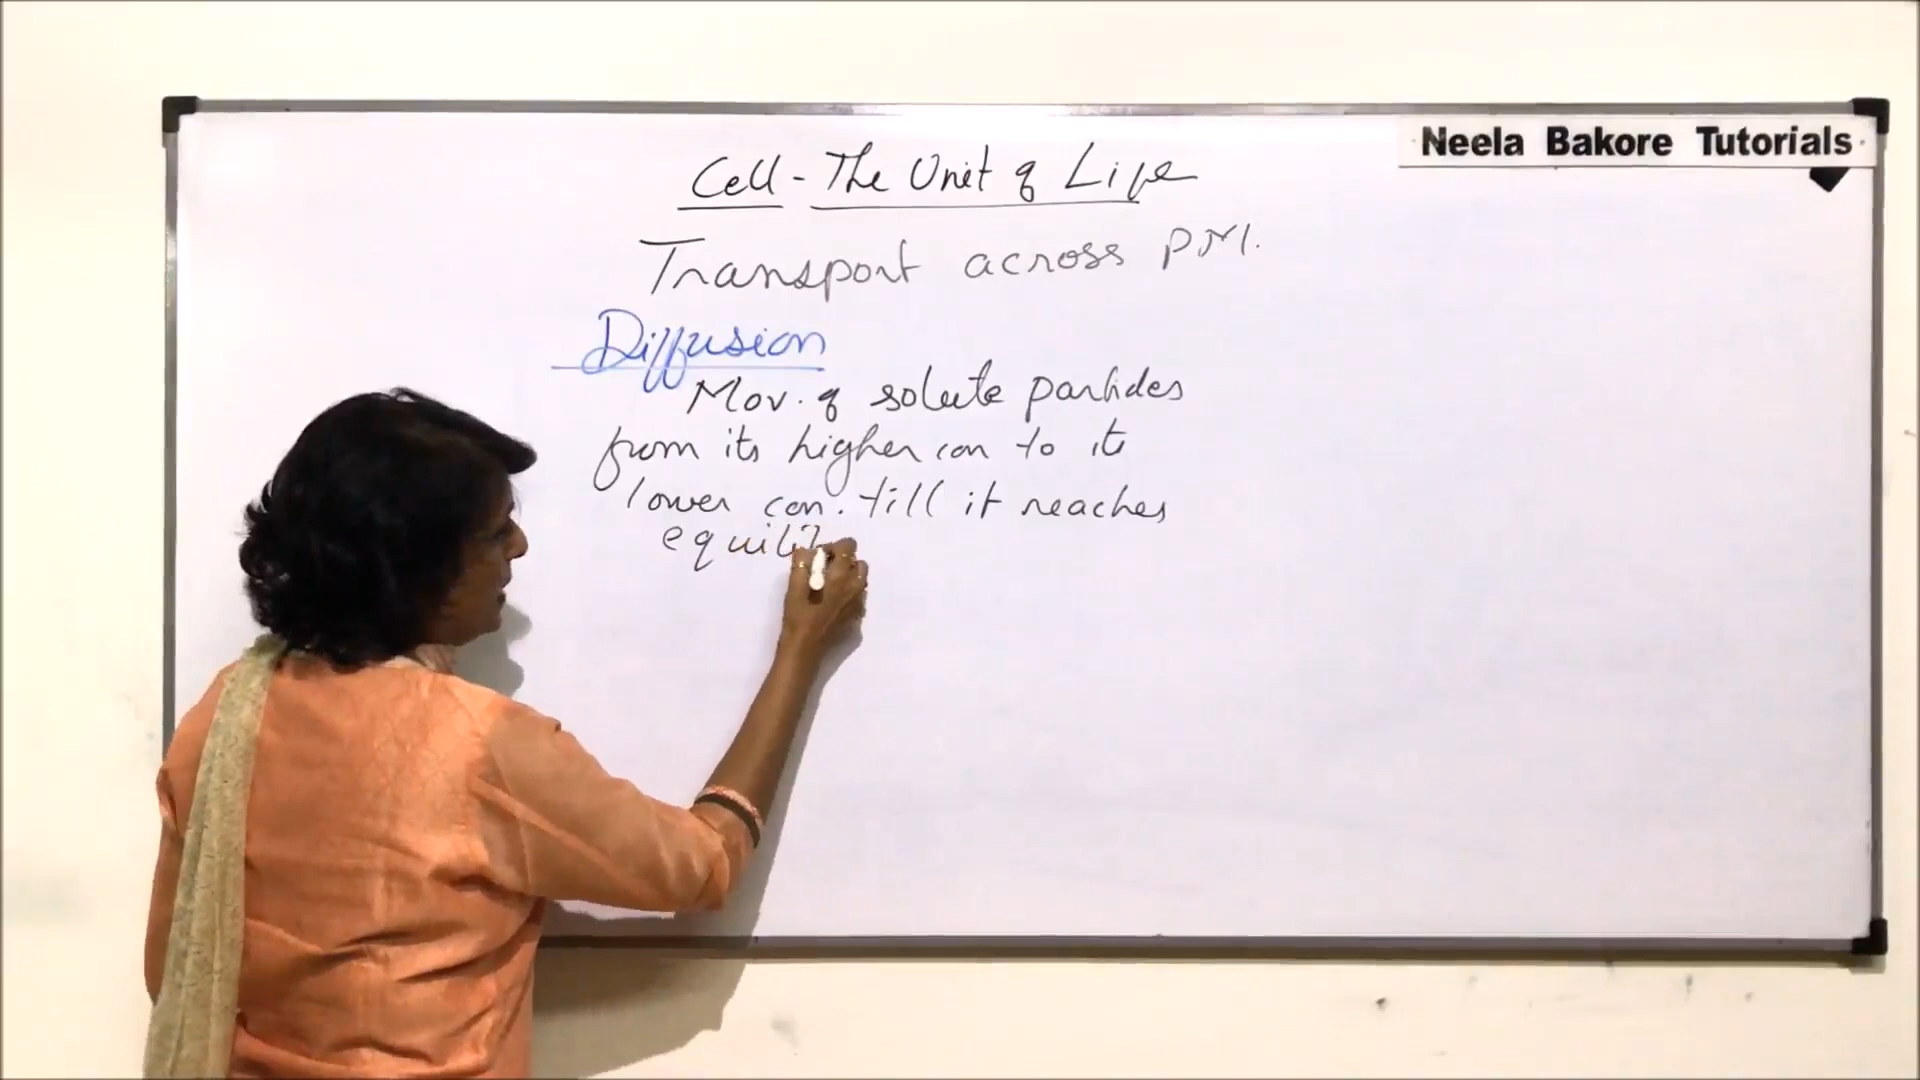 Neela Bakore Tutorials
Cell - The Unit of Life
Transport across P.M.
Diffusion
Mov. of solute particles
from its higher con to its
lower con. till it reaches